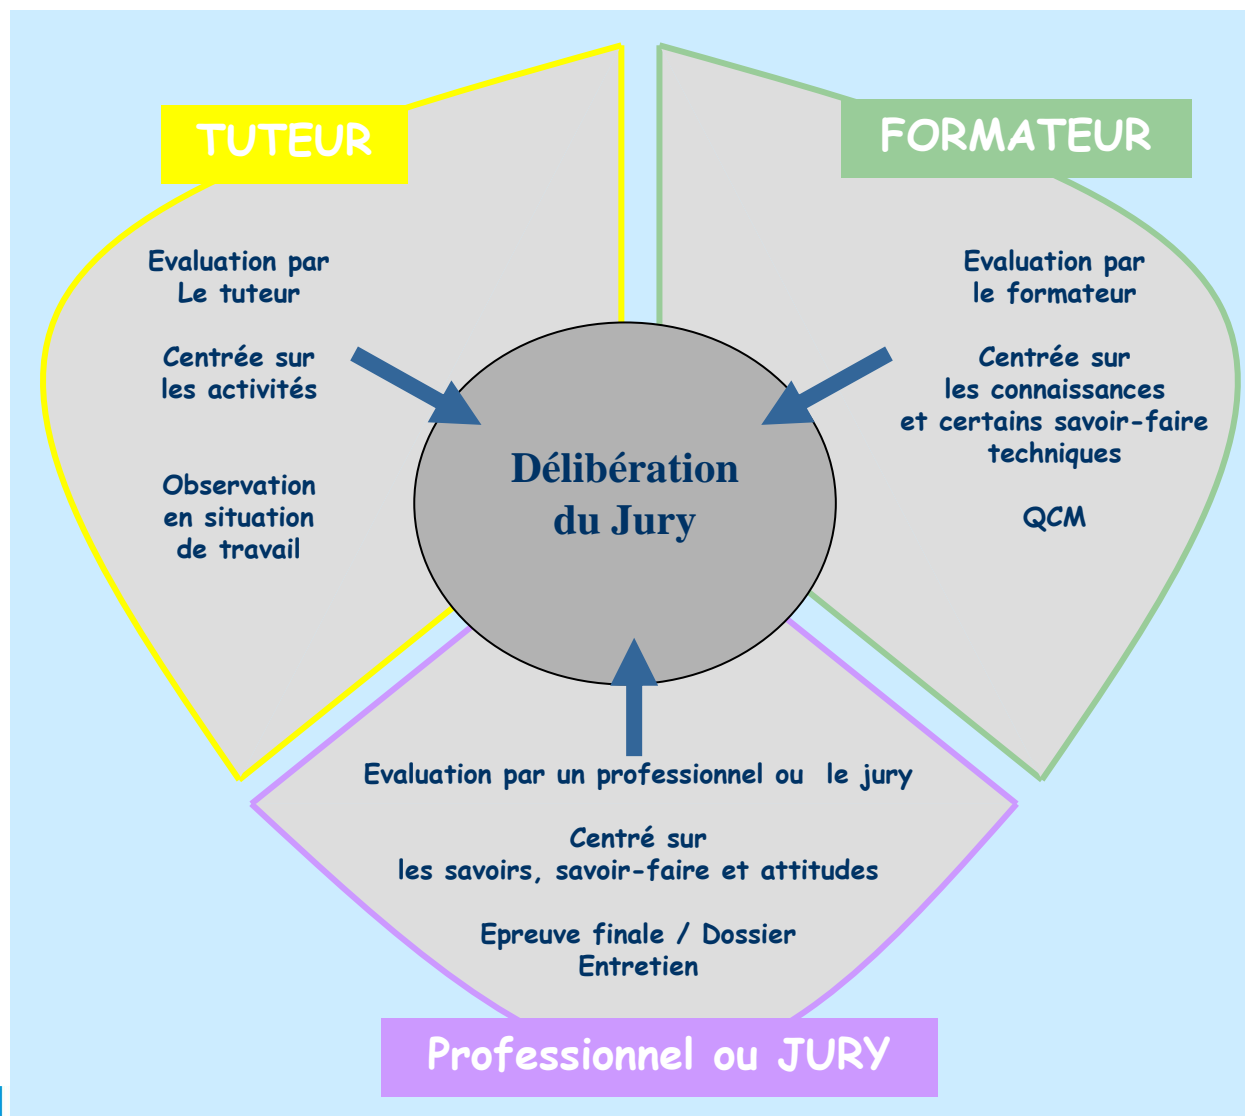 TUTEUR
Evaluation par
Le tuteur
Centrée sur
les activités
Observation
en situation
de travail
FORMATEUR
Evaluation par
le formateur
Centrée sur
les connaissances
et certains savoir-faire
techniques
QCM
Délibération
du Jury
Evaluation par un professionnel ou  le jury
Centré sur
les savoirs, savoir-faire et attitudes
Epreuve finale / Dossier
Entretien
Professionnel ou JURY